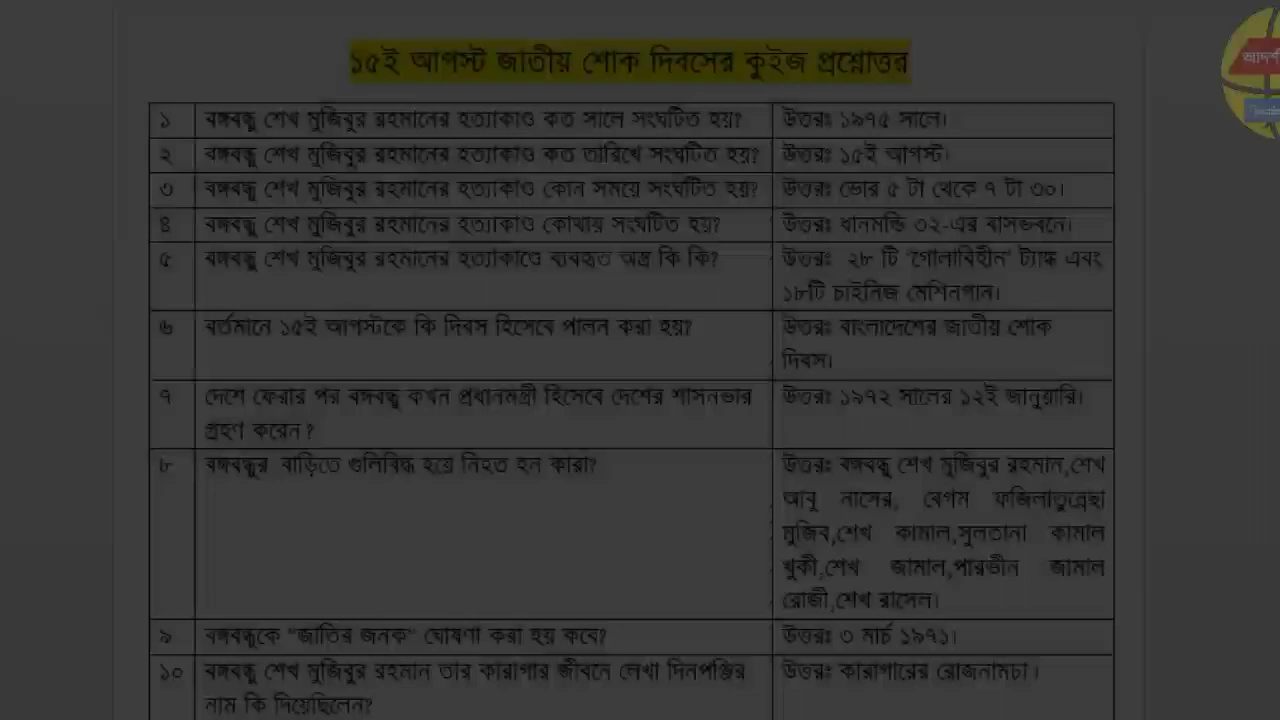 ১৫ই আগস্ট জাতীয় শোক দিবসের কুইজ প্রশ্নোত্তর
আদর্শ
১ বঙ্গবন্ধু শেখ মুজিবুর রহমানের হত্যাকাণ্ড কত সালে সংঘটিত হয়? উত্তরঃ ১৯৭৫ সালে।
২ বঙ্গবন্ধু শেখ মুজিবুর রহমানের হত্যাকাণ্ড কত তারিখে সংঘটিত হয়? উত্তরঃ ১৫ই আগস্ট।
৩ বঙ্গবন্ধু শেখ মুজিবুর রহমানের হত্যাকাণ্ড কোন সময়ে সংঘটিত হয়? উত্তরঃ ভোর ৫ টা থেকে ৭ টা ৩০।
৪ বঙ্গবন্ধু শেখ মুজিবুর রহমানের হত্যাকাণ্ড কোথায় সংঘটিত হয়? উত্তরঃ ধানমন্ডি ৩২-এর বাসভবনে।
৫ বঙ্গবন্ধু শেখ মুজিবুর রহমানের হত্যাকাণ্ডে ব্যবহৃত অস্ত্র কি কি? উত্তরঃ ২৮ টি 'গোলাবিহীন' ট্যাঙ্ক এবং
১৮টি চাইনিজ মেশিনগান।
৬ বর্তমানে ১৫ই আগস্টকে কি দিবস হিসেবে পালন করা হয়? উত্তরঃ বাংলাদেশের জাতীয় শোক
দিবস।
৭ দেশে ফেরার পর বঙ্গবন্ধু কখন প্রধানমন্ত্রী হিসেবে দেশের শাসনভার উত্তরঃ ১৯৭২ সালের ১২ই জানুয়ারি।
গ্রহণ করেন?
৮ বঙ্গবন্ধুর বাড়িতে গুলিবিদ্ধ হয়ে নিহত হন কারা? উত্তরঃ বঙ্গবন্ধু শেখ মুজিবুর রহমান,শেখ
আবু নাসের, বেগম ফজিলাতুন্নেছা
মুজিব,শেখ কামাল,সুলতানা কামাল
খুকী,শেখ জামাল,পারভীন জামাল
রোজী,শেখ রাসেল।
৯ বঙ্গবন্ধুকে "জাতির জনক" ঘোষণা করা হয় কবে? উত্তরঃ ৩ মার্চ ১৯৭১।
১০ বঙ্গবন্ধু শেখ মুজিবুর রহমান তার কারাগার জীবনে লেখা দিনপঞ্জির উত্তরঃ কারাগারের রোজনামচা।
নাম কি দিয়েছিলেন?